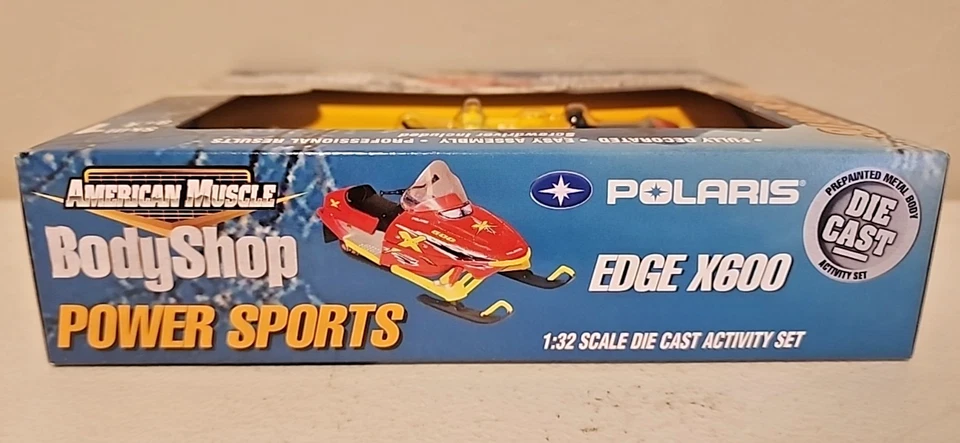 • FULLY DECORATED • EASY ASSEMBLY • PROFESSIONAL RESULTS
Screwdriver Included
AMERICAN MUSCLE
BodyShop
POWER SPORTS
POLARIS®
EDGE X600
1:32 SCALE DIE CAST ACTIVITY SET
PREPAINTED METAL BODY
DIE
CAST
ACTIVITY SET
600
X